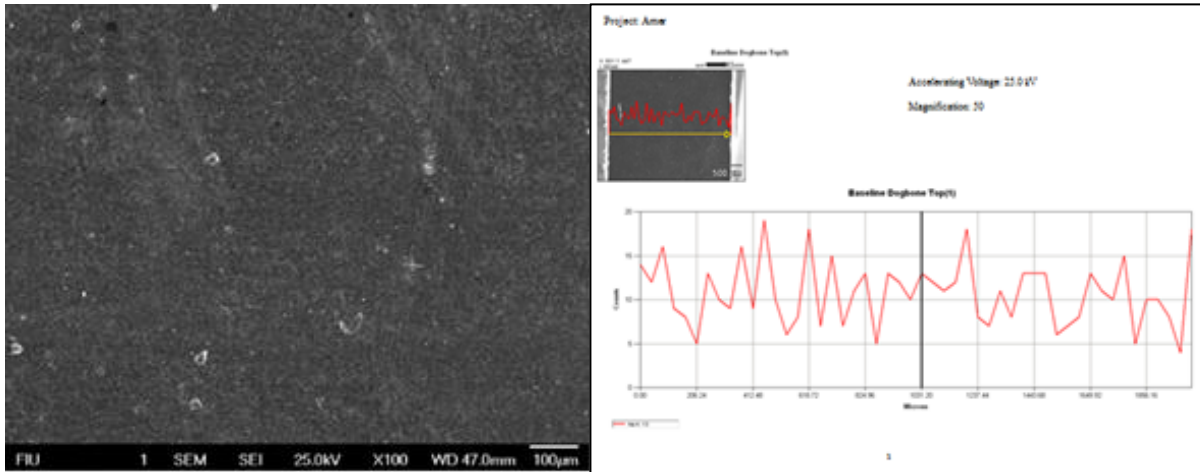 FIU 1 SEM SEI 25.0kV X100 WD 47.0mm 100µm
Project: Amer
Baseline Dogbone Top(1)
Accelerating Voltage: 25.0 kV
Magnification: 50
500
Baseline Dogbone Top(1)
Counts
20
15
10
5
0
0.00 206.24 412.48 618.72 824.96 1031.20 1237.44 1443.68 1649.92 1856.16
Microns
1